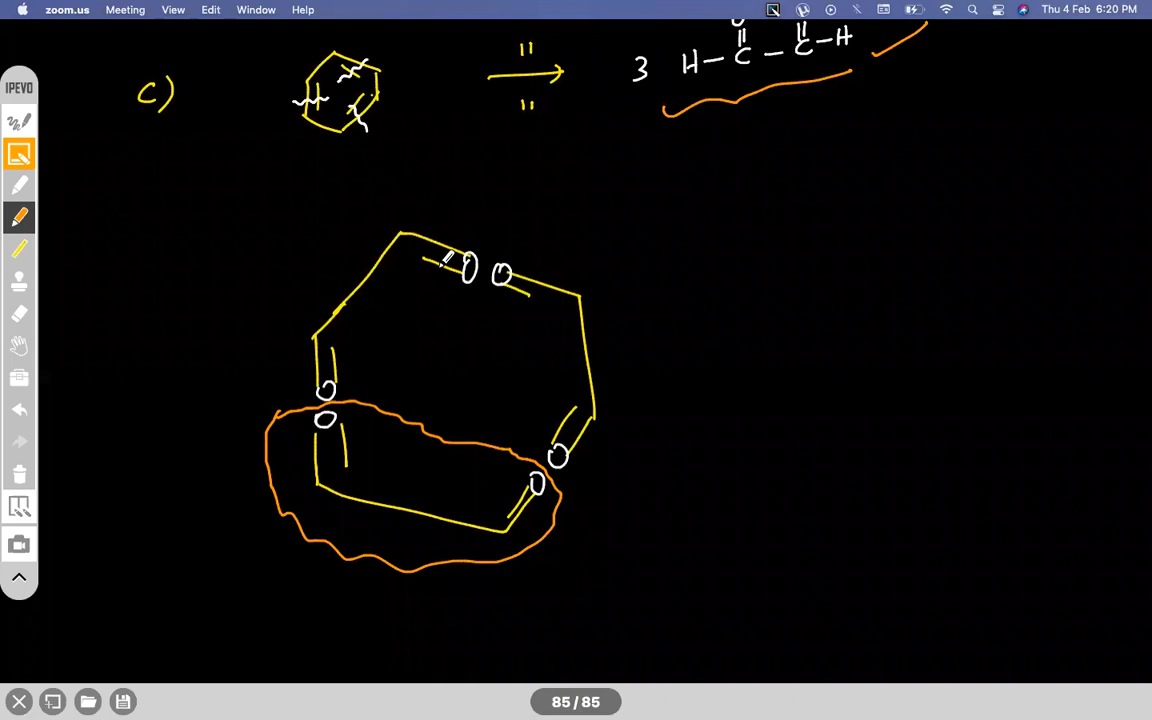 zoom.us Meeting View Edit Window Help Thu 4 Feb 6:20 PM
IPEVO
O
c) " 3 H-C-C-H
"
O O
O
O
O
O
85 / 85